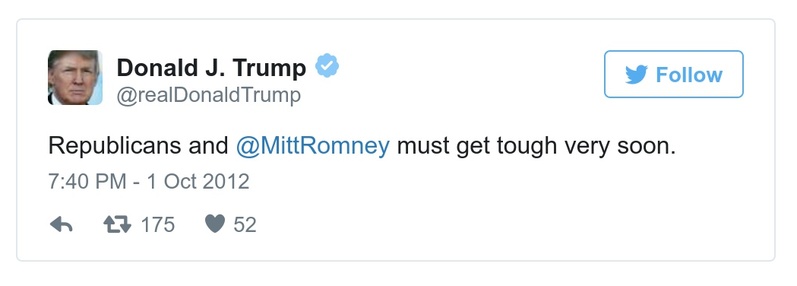 Donald J. Trump
@realDonaldTrump
Follow
Republicans and @MittRomney must get tough very soon.
7:40 PM - 1 Oct 2012
175 52